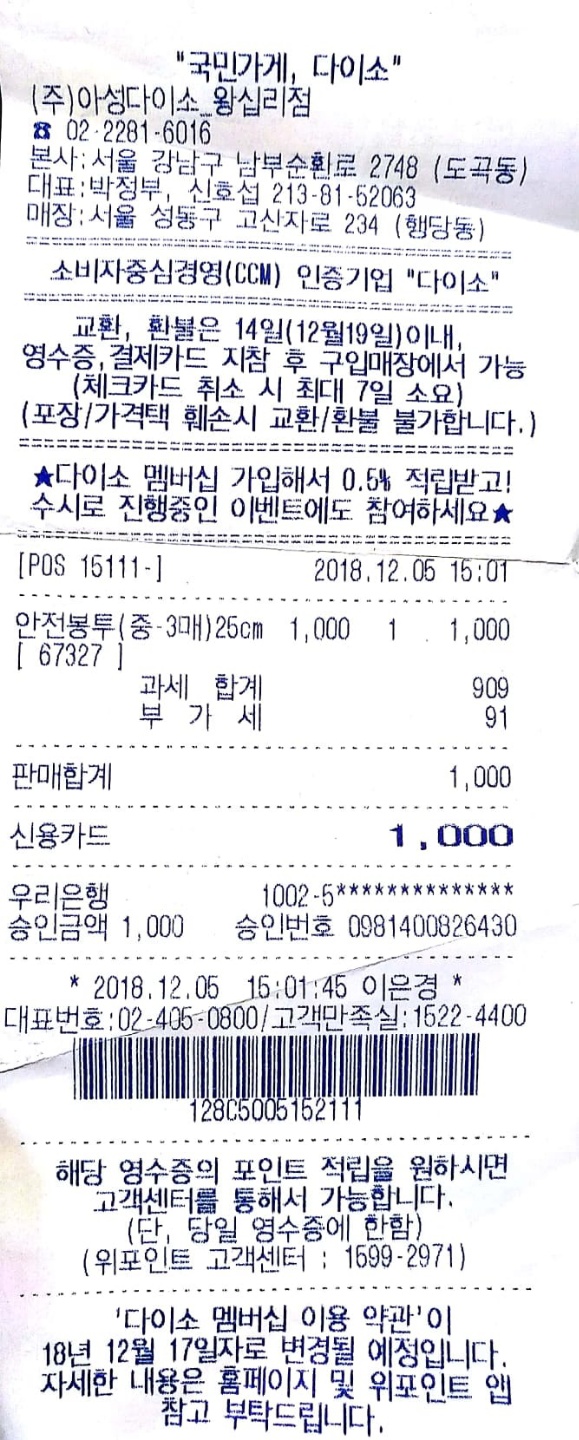 "국민가게, 다이소"
(주)아성다이소_왕십리점
☎ 02-2281-6016
본사:서울 강남구 남부순환로 2748 (도곡동)
대표:박정부, 신호섭 213-81-52063
매장:서울 성동구 고산자로 234 (행당동)
소비자중심경영(CCM) 인증기업 "다이소"
교환, 환불은 14일(12월19일)이내,
영수증,결제카드 지참 후 구입매장에서 가능
(체크카드 취소 시 최대 7일 소요)
(포장/가격택 훼손시 교환/환불 불가합니다.)
★다이소 멤버십 가입해서 0.5% 적립받고!
수시로 진행중인 이벤트에도 참여하세요★
[POS 15111-] 2018.12.05 15:01
안전봉투(중-3매)25cm 1,000 1 1,000
[ 67327 ]
과세 합계 909
부 가 세 91
판매합계 1,000
신용카드 1,000
우리은행 1002-5**************
승인금액 1,000 승인번호 0981400826430
* 2018.12.05 15:01:45 이은경 *
대표번호:02-405-0800/고객만족실:1522-4400
128C5005152111
해당 영수증의 포인트 적립을 원하시면
고객센터를 통해서 가능합니다.
(단, 당일 영수증에 한함)
(위포인트 고객센터 : 1599-2971)
'다이소 멤버십 이용 약관'이
18년 12월 17일자로 변경될 예정입니다.
자세한 내용은 홈페이지 및 위포인트 앱
참고 부탁드립니다.